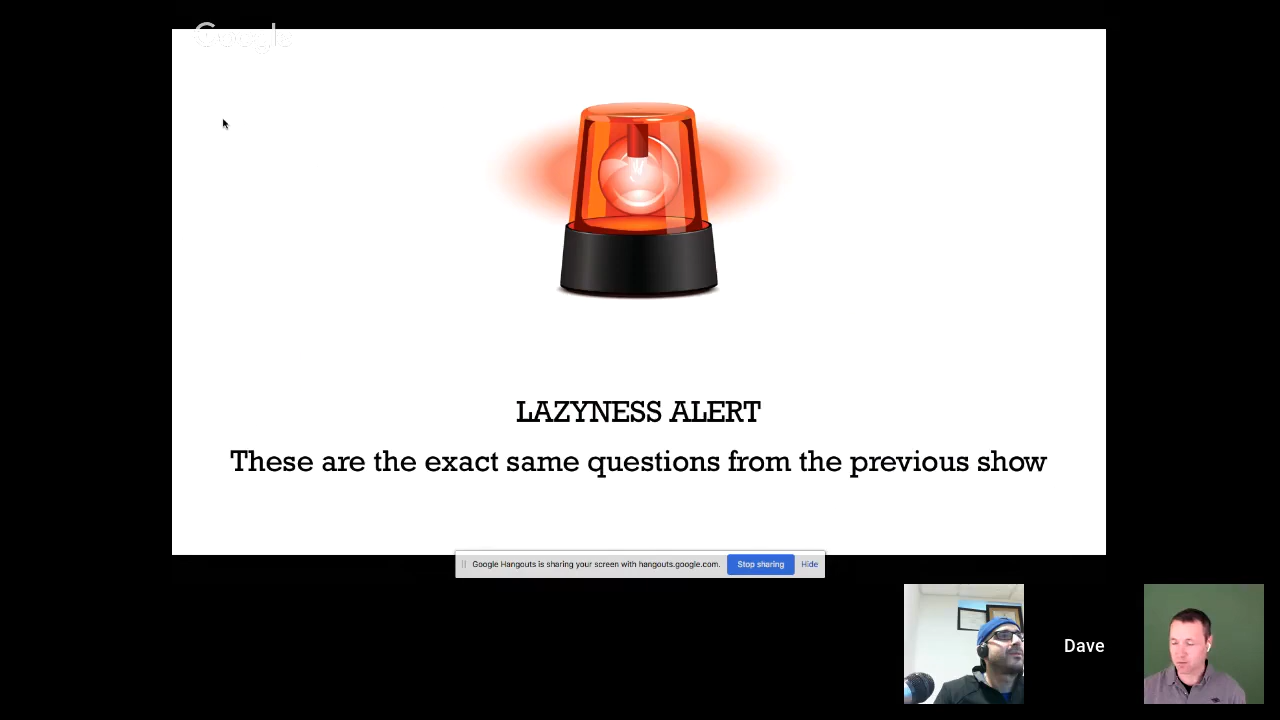 Google
LAZYNESS ALERT
These are the exact same questions from the previous show
Google Hangouts is sharing your screen with hangouts.google.com.
Stop sharing
Hide
Dave